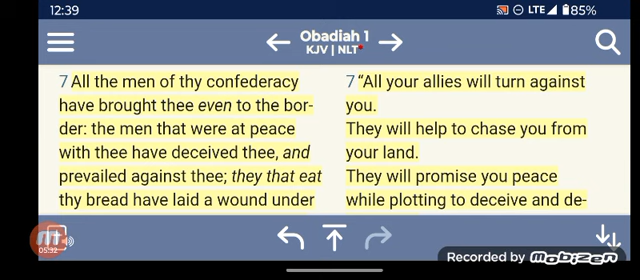 12:39
LTE 85%
Obadiah 1
KJV | NLT
7 All the men of thy confederacy
have brought thee even to the bor-
der: the men that were at peace
with thee have deceived thee, and
prevailed against thee; they that eat
thy bread have laid a wound under
7 “All your allies will turn against
you.
They will help to chase you from
your land.
They will promise you peace
while plotting to deceive and de-
05:32
Recorded by Mobizen